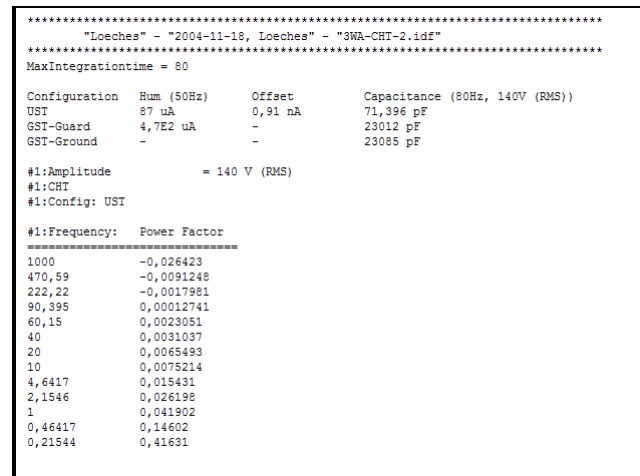 ******************************************************************************
"Loeches" - "2004-11-18, Loeches" - "3WA-CHT-2.idf"
******************************************************************************
MaxIntegrationtime = 80
Configuration Hum (50Hz) Offset Capacitance (80Hz, 140V (RMS))
UST 87 uA 0,91 nA 71,396 pF
GST-Guard 4,7E2 uA - 23012 pF
GST-Ground - - 23085 pF
#1:Amplitude = 140 V (RMS)
#1:CHT
#1:Config: UST
#1:Frequency: Power Factor
==============================
1000 -0,026423
470,59 -0,0091248
222,22 -0,0017981
90,395 0,00012741
60,15 0,0023051
40 0,0031037
20 0,0065493
10 0,0075214
4,6417 0,015431
2,1546 0,026198
1 0,041902
0,46417 0,14602
0,21544 0,41631